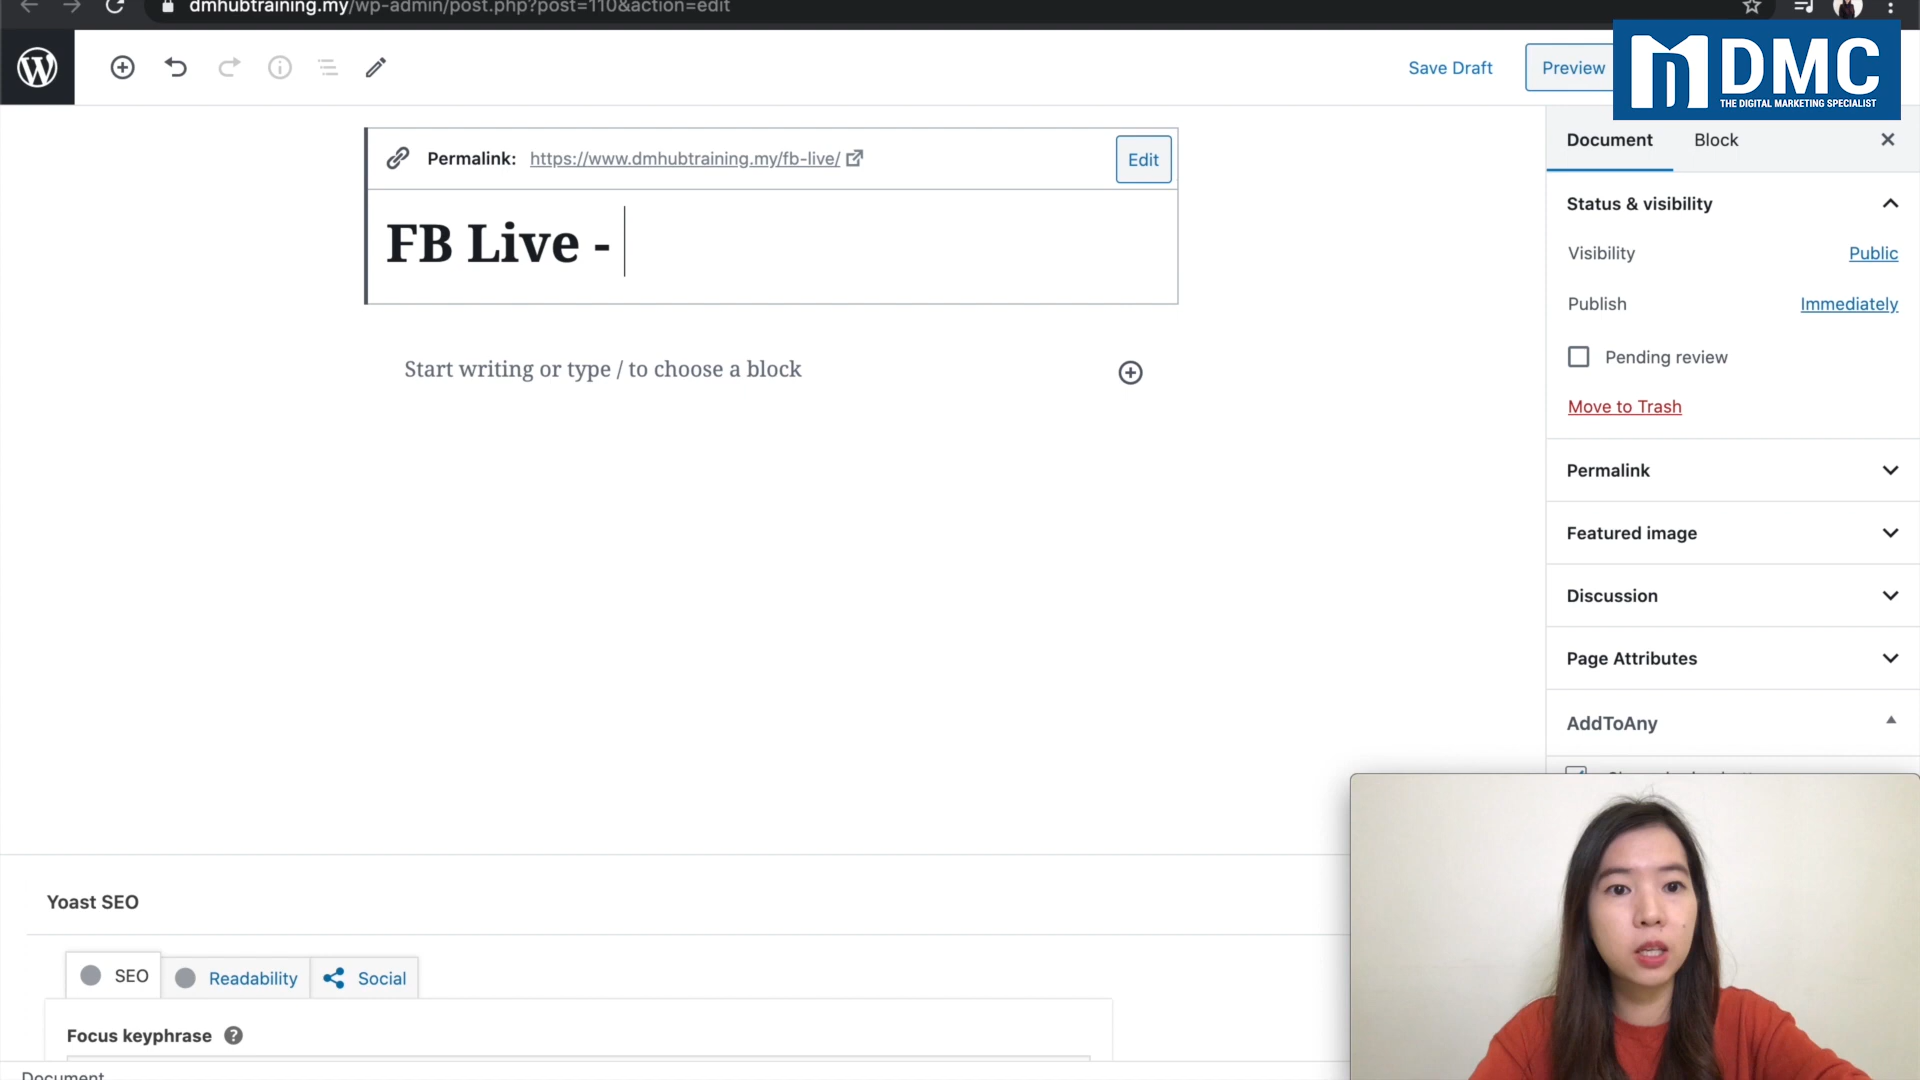 dmhubtraining.my/wp-admin/post.php?post=110&action=edit
Save Draft
Preview
DMC
THE DIGITAL MARKETING SPECIALIST
Document
Block
Permalink: https://www.dmhubtraining.my/fb-live/
Edit
FB Live -
Start writing or type / to choose a block
Status & visibility
Visibility
Public
Publish
Immediately
Pending review
Move to Trash
Permalink
Featured image
Discussion
Page Attributes
AddToAny
Yoast SEO
SEO
Readability
Social
Focus keyphrase
Document